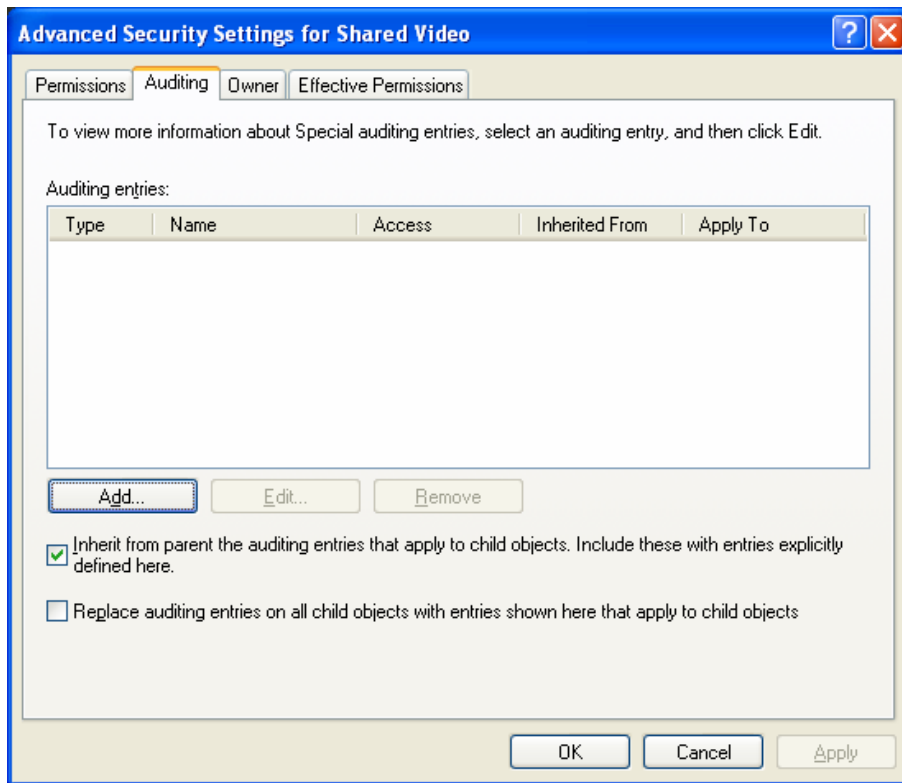 Advanced Security Settings for Shared Video
Permissions Auditing Owner Effective Permissions
To view more information about Special auditing entries, select an auditing entry, and then click Edit.
Auditing entries:
Type Name Access Inherited From Apply To
Add... Edit... Remove
Inherit from parent the auditing entries that apply to child objects. Include these with entries explicitly
defined here.
Replace auditing entries on all child objects with entries shown here that apply to child objects
OK Cancel Apply